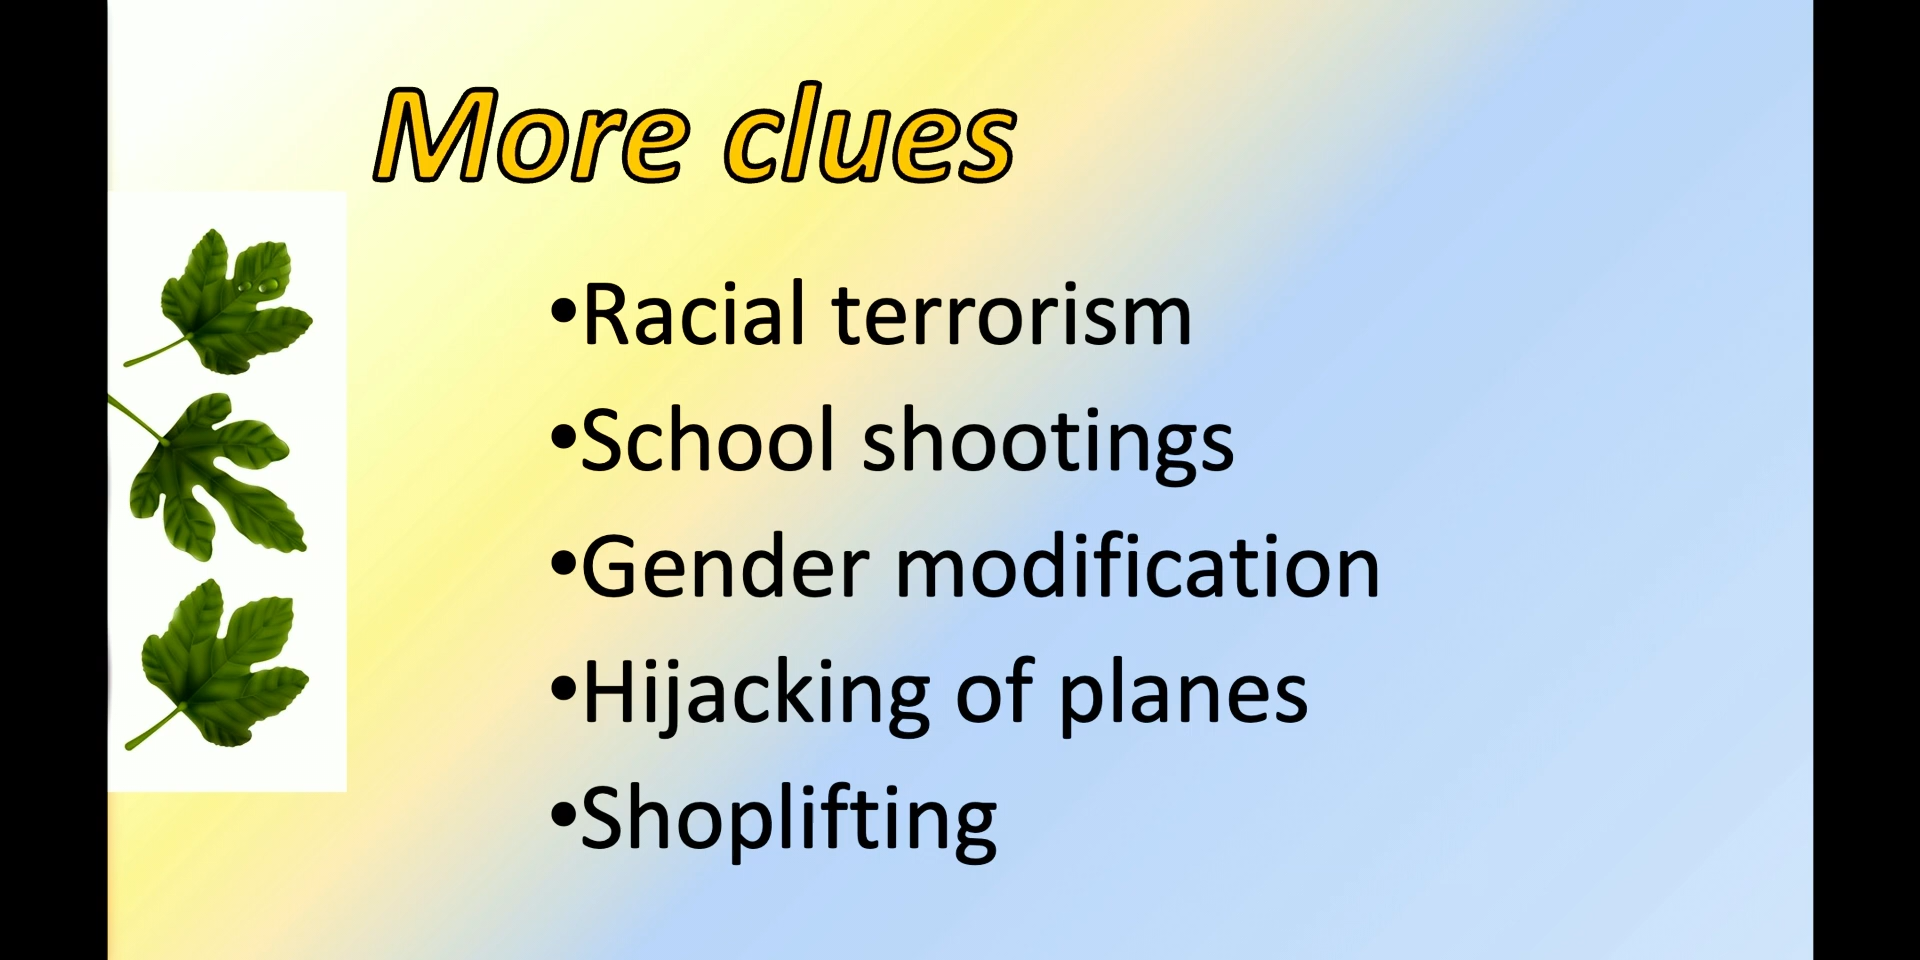 More clues
•Racial terrorism
•School shootings
•Gender modification
•Hijacking of planes
•Shoplifting